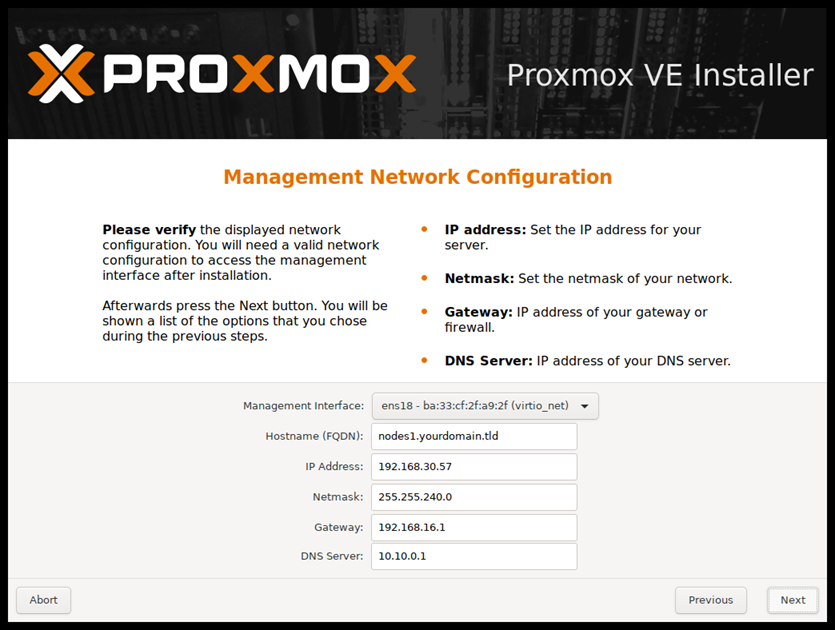 PROXMOX
Proxmox VE Installer
Management Network Configuration
Please verify the displayed network
configuration. You will need a valid network
configuration to access the management
interface after installation.
Afterwards press the Next button. You will be
shown a list of the options that you chose
during the previous steps.
• IP address: Set the IP address for your
server.
• Netmask: Set the netmask of your network.
• Gateway: IP address of your gateway or
firewall.
• DNS Server: IP address of your DNS server.
Management Interface: ens18 - ba:33:cf:2f:a9:2f (virtio_net)
Hostname (FQDN): nodes1.yourdomain.tld
IP Address: 192.168.30.57
Netmask: 255.255.240.0
Gateway: 192.168.16.1
DNS Server: 10.10.0.1
Abort Previous Next